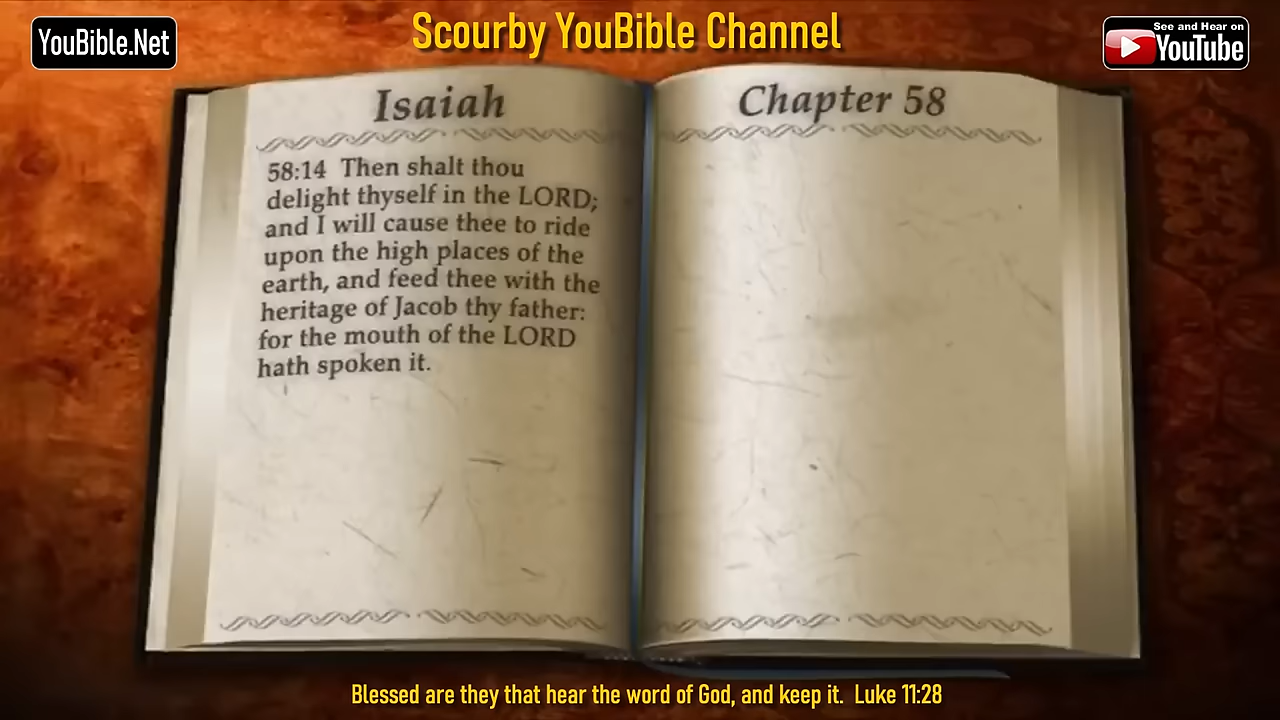 YouBible.Net
Scourby YouBible Channel
See and Hear on
YouTube
Isaiah
Chapter 58
58:14 Then shalt thou
delight thyself in the LORD;
and I will cause thee to ride
upon the high places of the
earth, and feed thee with the
heritage of Jacob thy father:
for the mouth of the LORD
hath spoken it.
Blessed are they that hear the word of God, and keep it. Luke 11:28